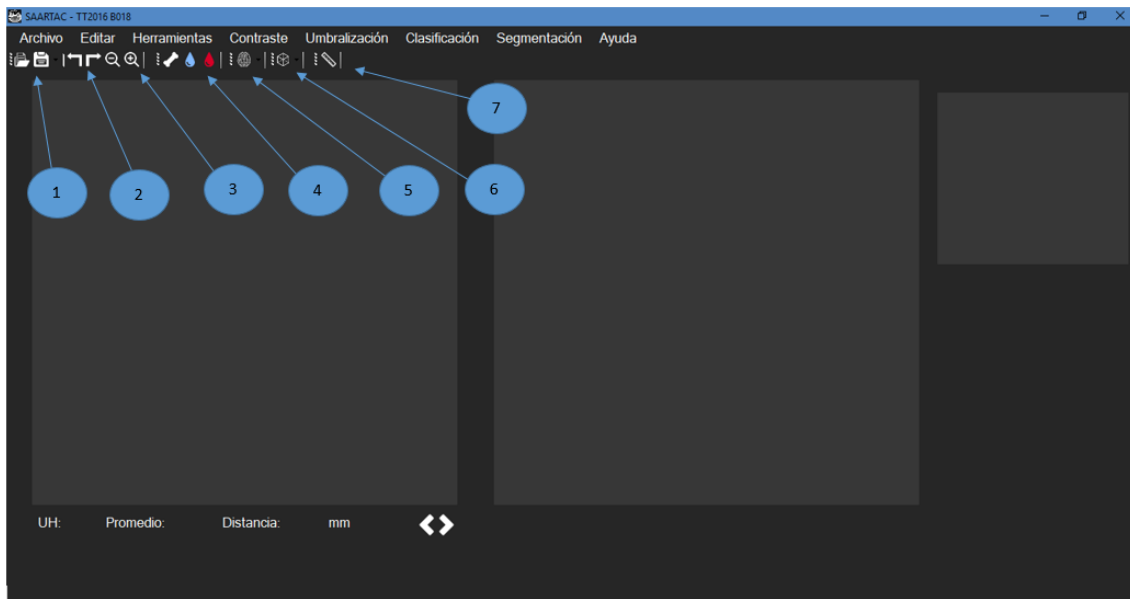 SAARTAC - TT2016 B018
Archivo Editar Herramientas Contraste Umbralización Clasificación Segmentación Ayuda
7
1 2 3 4 5 6
UH: Promedio: Distancia: mm